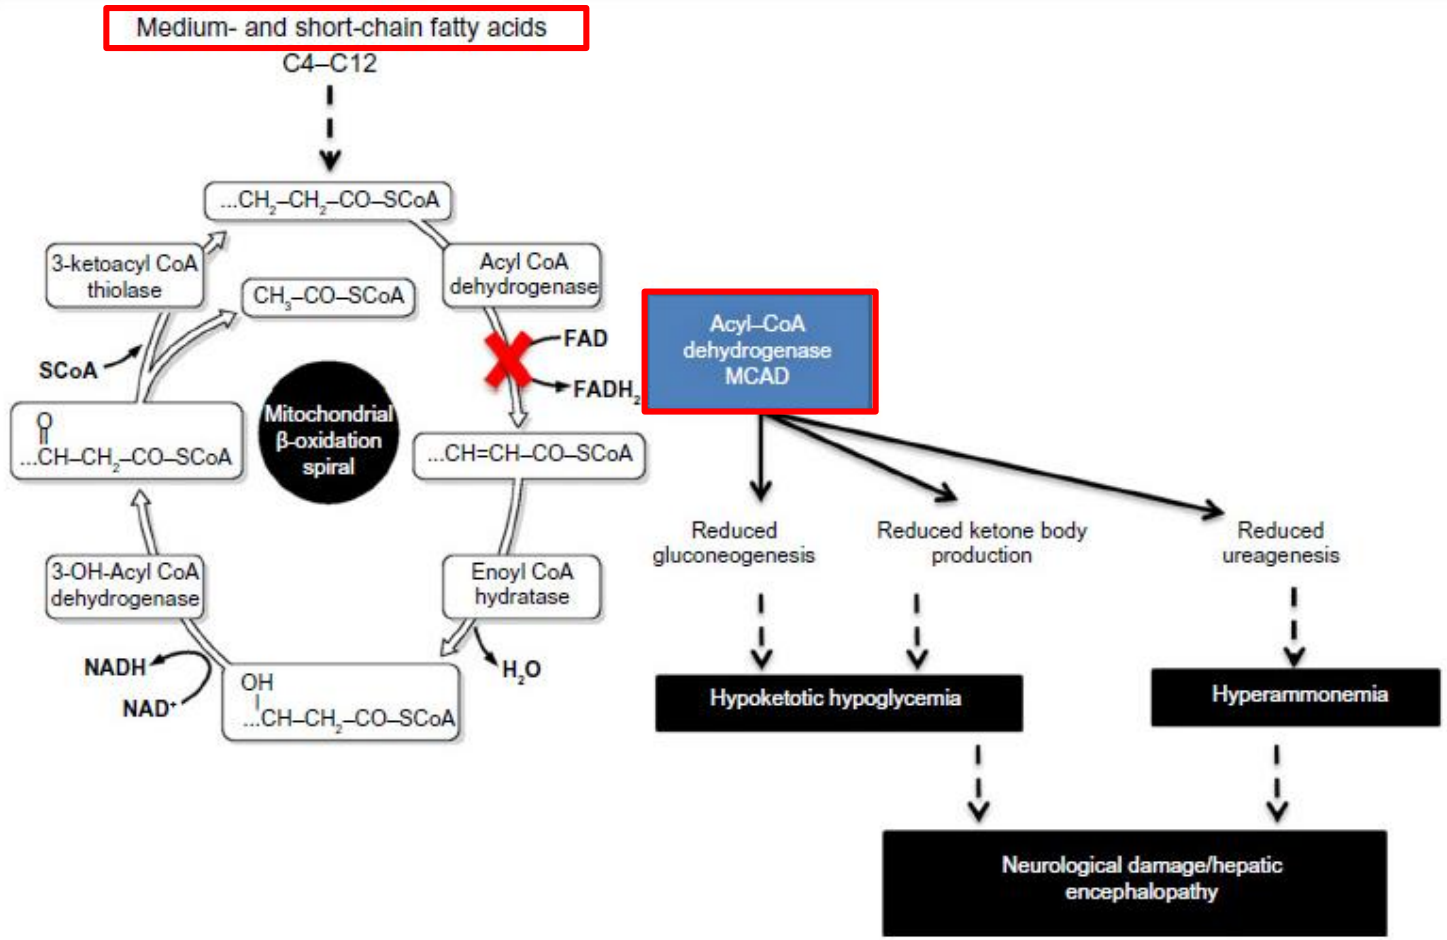 Medium- and short-chain fatty acids
C4–C12
...CH₂–CH₂–CO–SCoA
3-ketoacyl CoA
thiolase
Acyl CoA
dehydrogenase
CH₃–CO–SCoA
FAD
FADH₂
SCoA
Mitochondrial
β-oxidation
spiral
O
...CH–CH₂–CO–SCoA
...CH=CH–CO–SCoA
3-OH-Acyl CoA
dehydrogenase
Enoyl CoA
hydratase
NADH
NAD⁺
H₂O
OH
...CH–CH₂–CO–SCoA
Acyl–CoA
dehydrogenase
MCAD
Reduced
gluconeogenesis
Reduced ketone body
production
Reduced
ureagenesis
Hypoketotic hypoglycemia
Hyperammonemia
Neurological damage/hepatic
encephalopathy